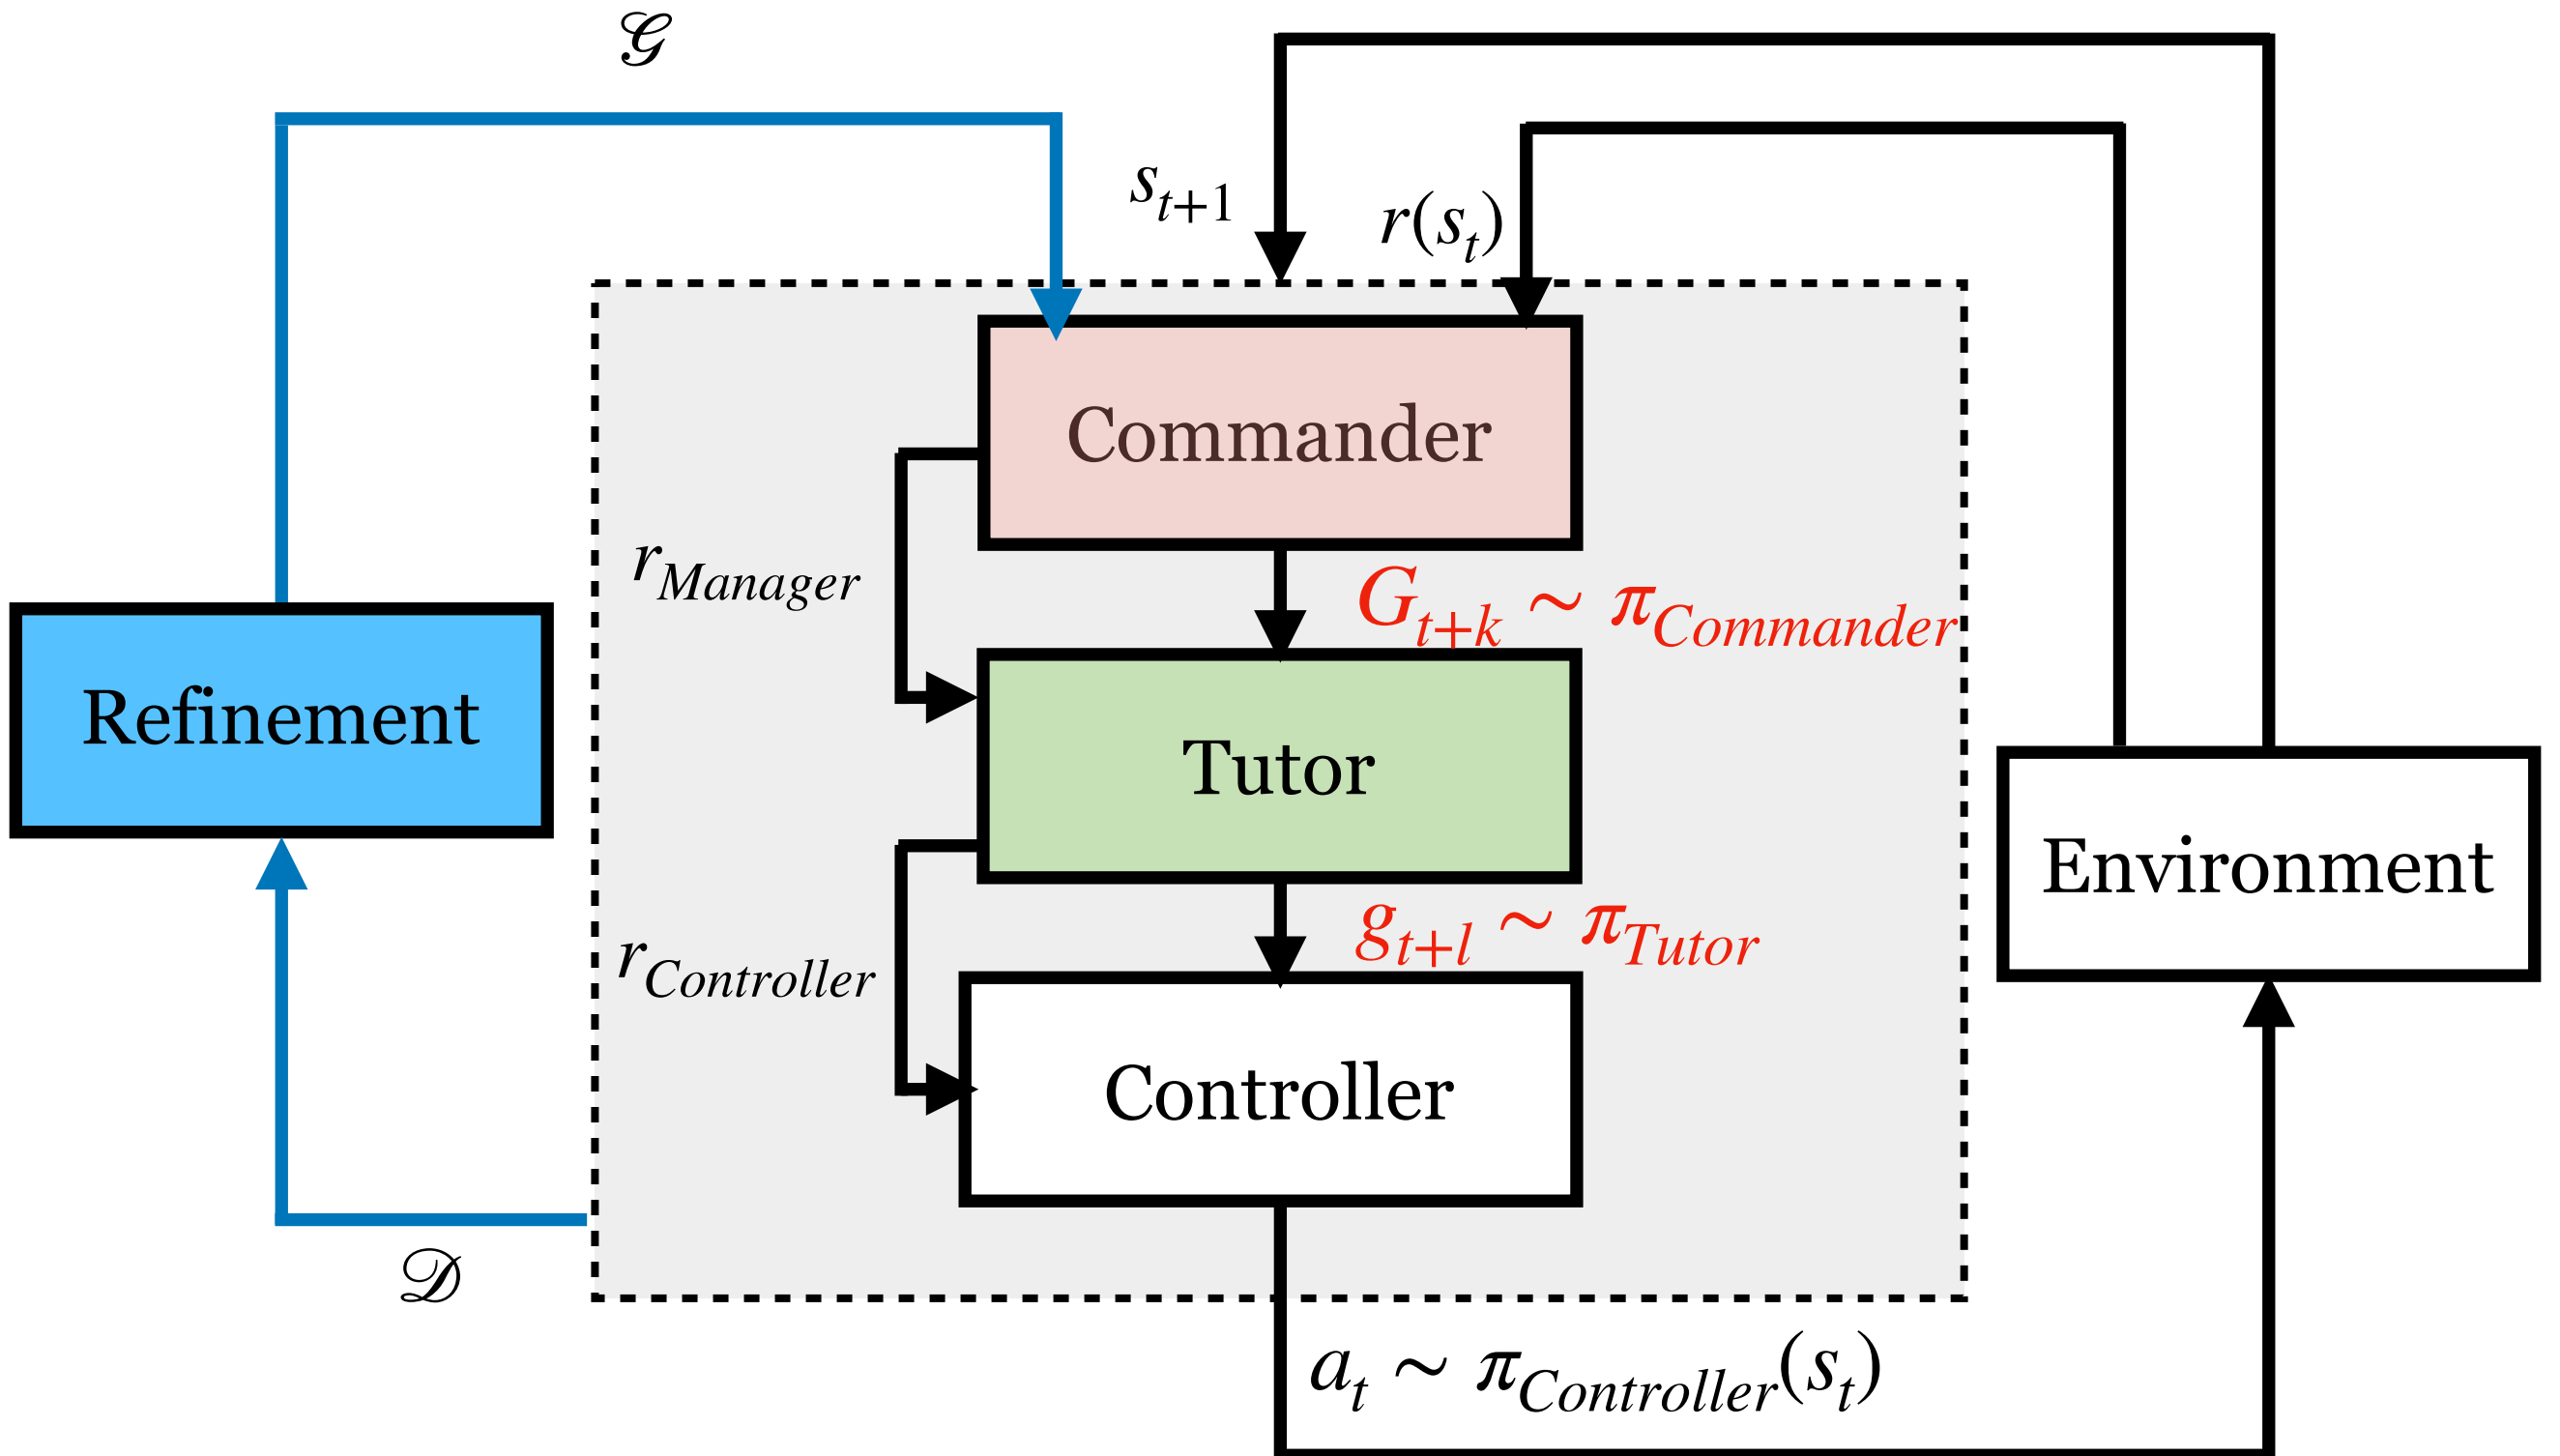 𝒢
s_{t+1}
r(s_t)
Commander
r_{Manager}
G_{t+k} ~ π_{Commander}
Refinement
Tutor
Environment
r_{Controller}
g_{t+l} ~ π_{Tutor}
Controller
𝒟
a_t ~ π_{Controller}(s_t)